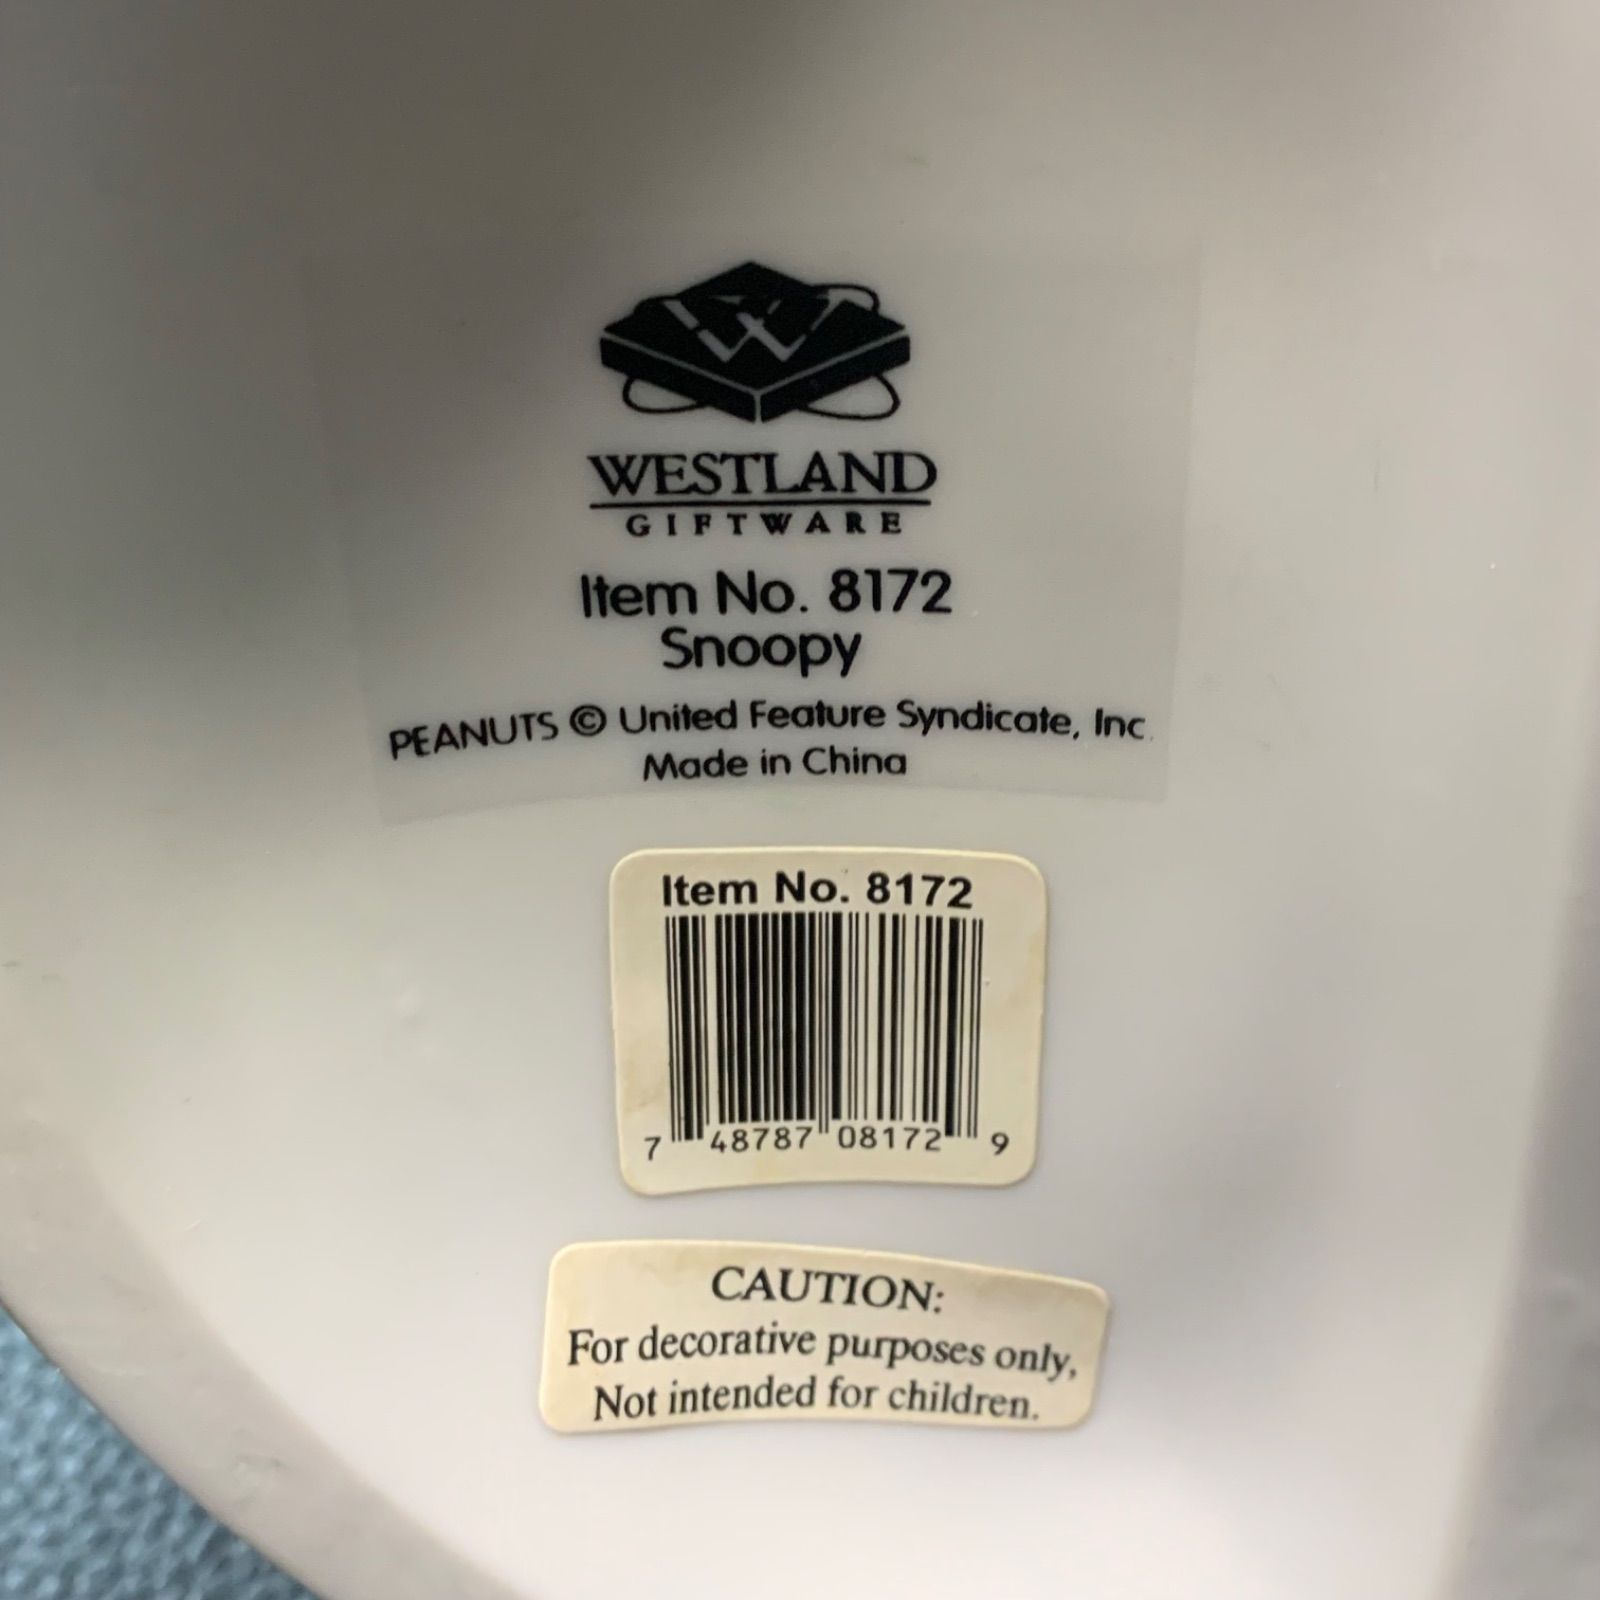 W
WESTLAND
GIFTWARE
Item No. 8172
Snoopy
PEANUTS © United Feature Syndicate, Inc.
Made in China
Item No. 8172
7 48787 08172 9
CAUTION:
For decorative purposes only,
Not intended for children.